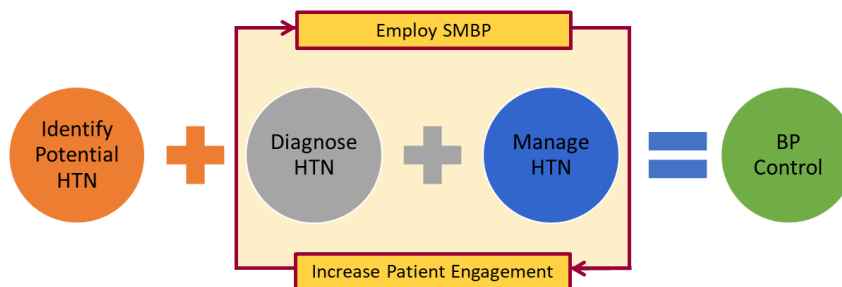 Employ SMBP
Identify
Potential
HTN
Diagnose
HTN
Manage
HTN
BP
Control
Increase Patient Engagement